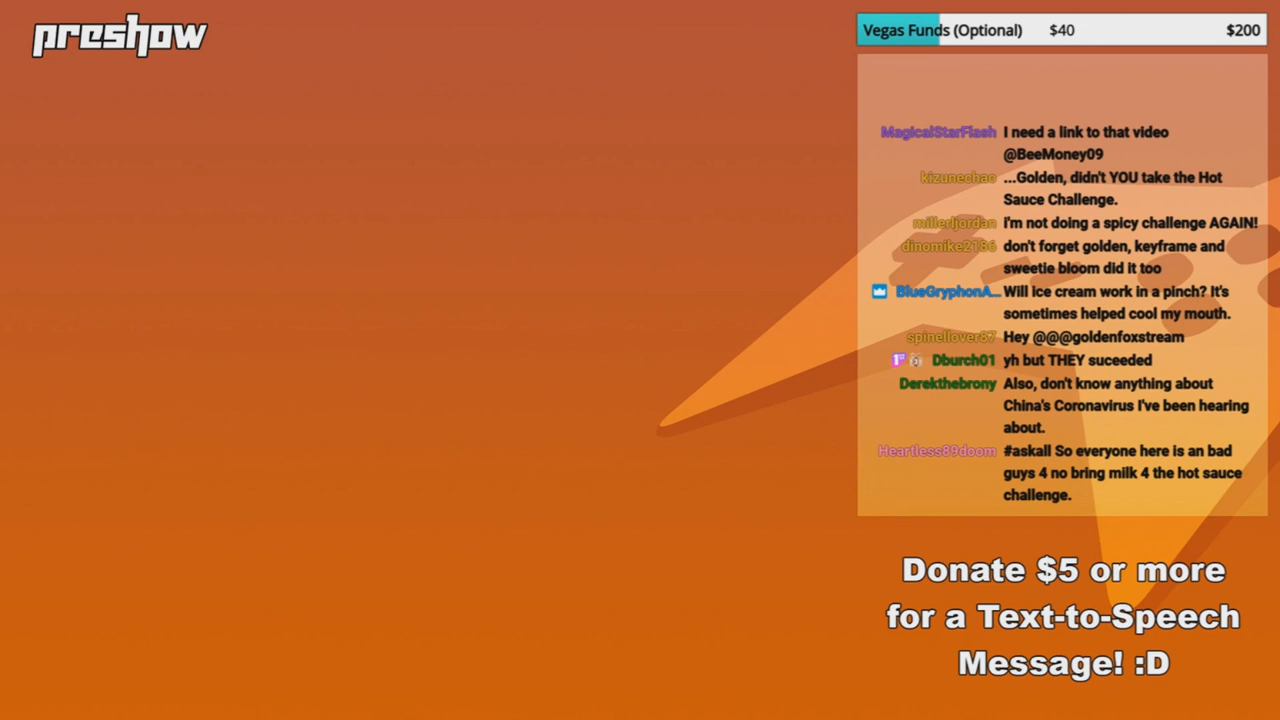 preshow
Vegas Funds (Optional) $40 $200
MagicalStarFlash I need a link to that video
@BeeMoney09
kizunechao ...Golden, didn't YOU take the Hot
Sauce Challenge.
millerljordan i'm not doing a spicy challenge AGAIN!
dinomike2186 don't forget golden, keyframe and
sweetie bloom did it too
BlueGryphonA... Will ice cream work in a pinch? It's
sometimes helped cool my mouth.
spinellover87 Hey @@@goldenfoxstream
Dburch01 yh but THEY suceeded
Derekthebrony Also, don't know anything about
China's Coronavirus I've been hearing
about.
Heartless89doom #askall So everyone here is an bad
guys 4 no bring milk 4 the hot sauce
challenge.
Donate $5 or more
for a Text-to-Speech
Message! :D